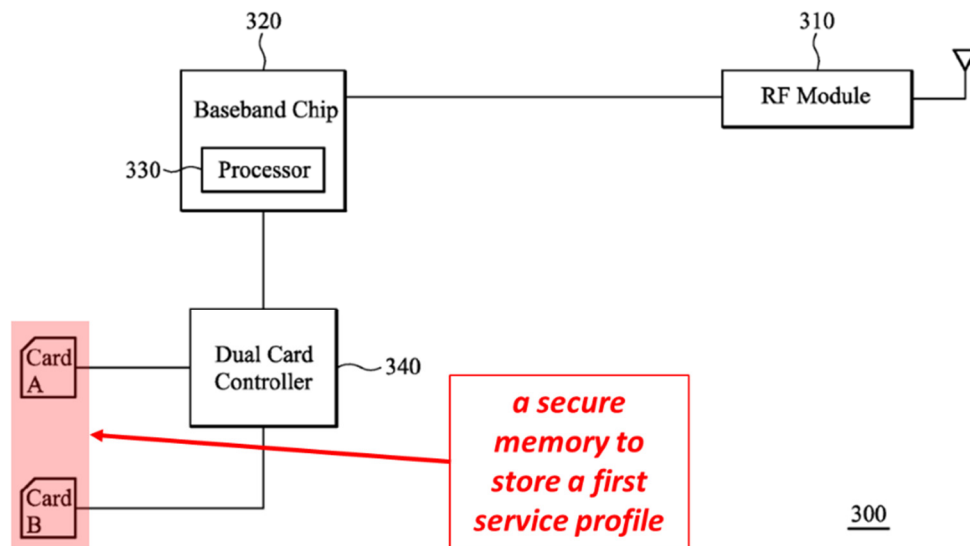 320
310
Baseband Chip
RF Module
330
Processor
Dual Card
Controller
340
Card
A
Card
B
a secure
memory to
store a first
service profile
300